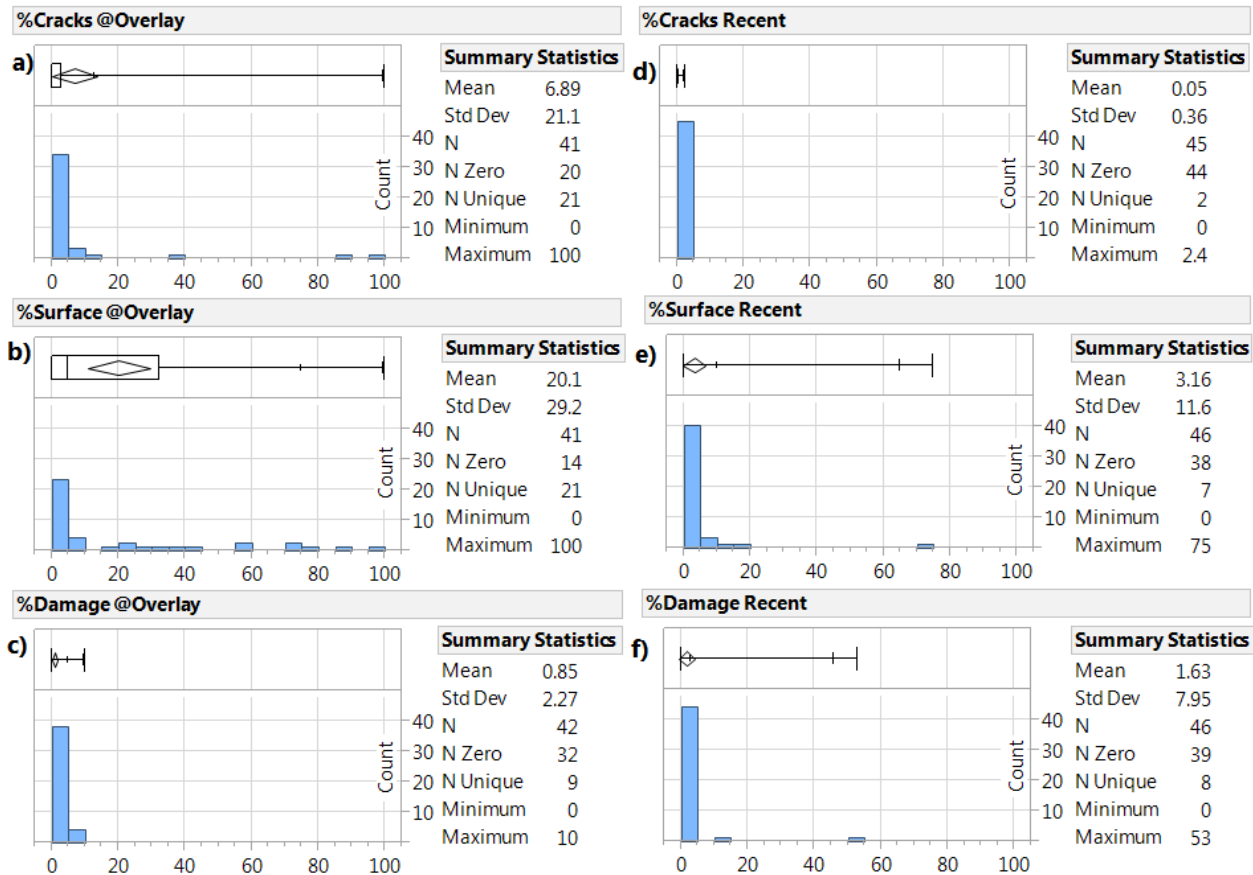 %Cracks @Overlay
a)
Summary Statistics
Mean 6.89
Std Dev 21.1
N 41
N Zero 20
N Unique 21
Minimum 0
Maximum 100
Count
40
30
20
10
0 20 40 60 80 100
%Cracks Recent
d)
Summary Statistics
Mean 0.05
Std Dev 0.36
N 45
N Zero 44
N Unique 2
Minimum 0
Maximum 2.4
Count
40
30
20
10
0 20 40 60 80 100
%Surface @Overlay
b)
Summary Statistics
Mean 20.1
Std Dev 29.2
N 41
N Zero 14
N Unique 21
Minimum 0
Maximum 100
Count
40
30
20
10
0 20 40 60 80 100
%Surface Recent
e)
Summary Statistics
Mean 3.16
Std Dev 11.6
N 46
N Zero 38
N Unique 7
Minimum 0
Maximum 75
Count
40
30
20
10
0 20 40 60 80 100
%Damage @Overlay
c)
Summary Statistics
Mean 0.85
Std Dev 2.27
N 42
N Zero 32
N Unique 9
Minimum 0
Maximum 10
Count
40
30
20
10
0 20 40 60 80 100
%Damage Recent
f)
Summary Statistics
Mean 1.63
Std Dev 7.95
N 46
N Zero 39
N Unique 8
Minimum 0
Maximum 53
Count
40
30
20
10
0 20 40 60 80 100